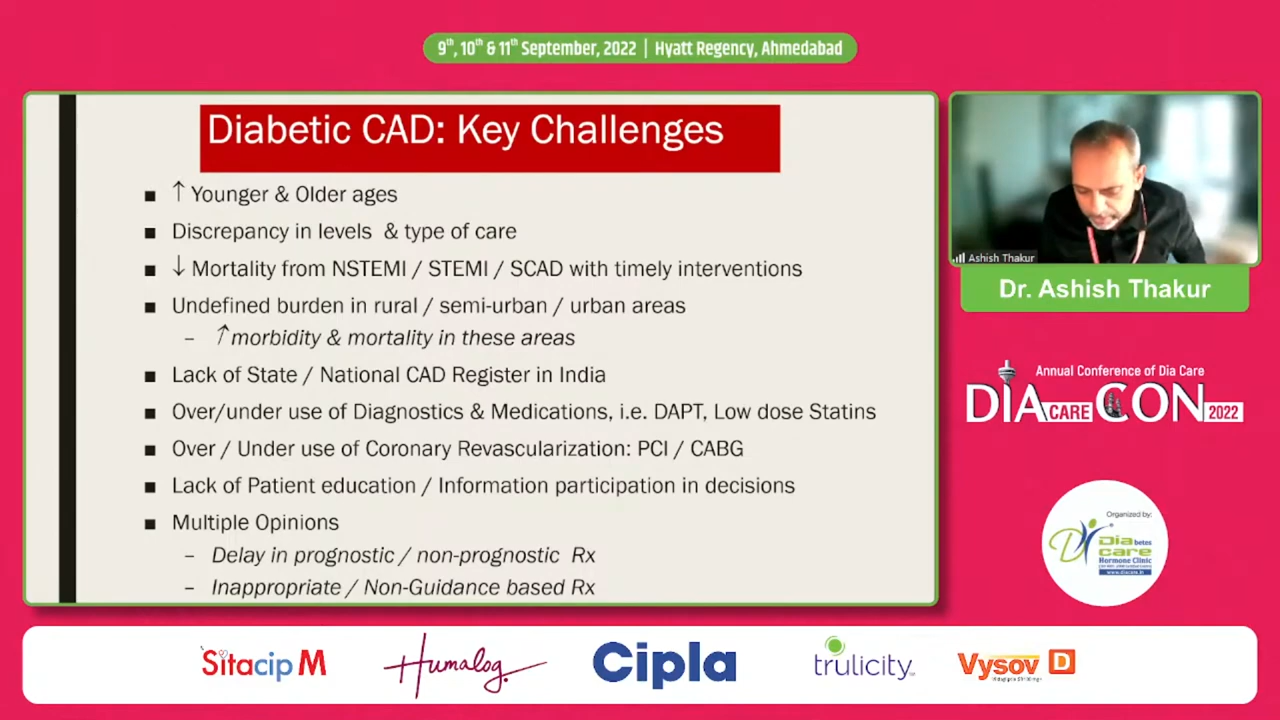 9th, 10th & 11th September, 2022 | Hyatt Regency, Ahmedabad
Diabetic CAD: Key Challenges
■ ↑ Younger & Older ages
■ Discrepancy in levels & type of care
■ ↓ Mortality from NSTEMI / STEMI / SCAD with timely interventions
■ Undefined burden in rural / semi-urban / urban areas
– ↑morbidity & mortality in these areas
■ Lack of State / National CAD Register in India
■ Over/under use of Diagnostics & Medications, i.e. DAPT, Low dose Statins
■ Over / Under use of Coronary Revascularization: PCI / CABG
■ Lack of Patient education / Information participation in decisions
■ Multiple Opinions
– Delay in prognostic / non-prognostic Rx
– Inappropriate / Non-Guidance based Rx
Ashish Thakur
Dr. Ashish Thakur
Annual Conference of Dia Care
DIA CARE CON 2022
Organized by:
Diabetes
care
Hormone Clinic
www.diacare.in
Sitacip M
Humalog
Cipla
trulicity
Vysov D